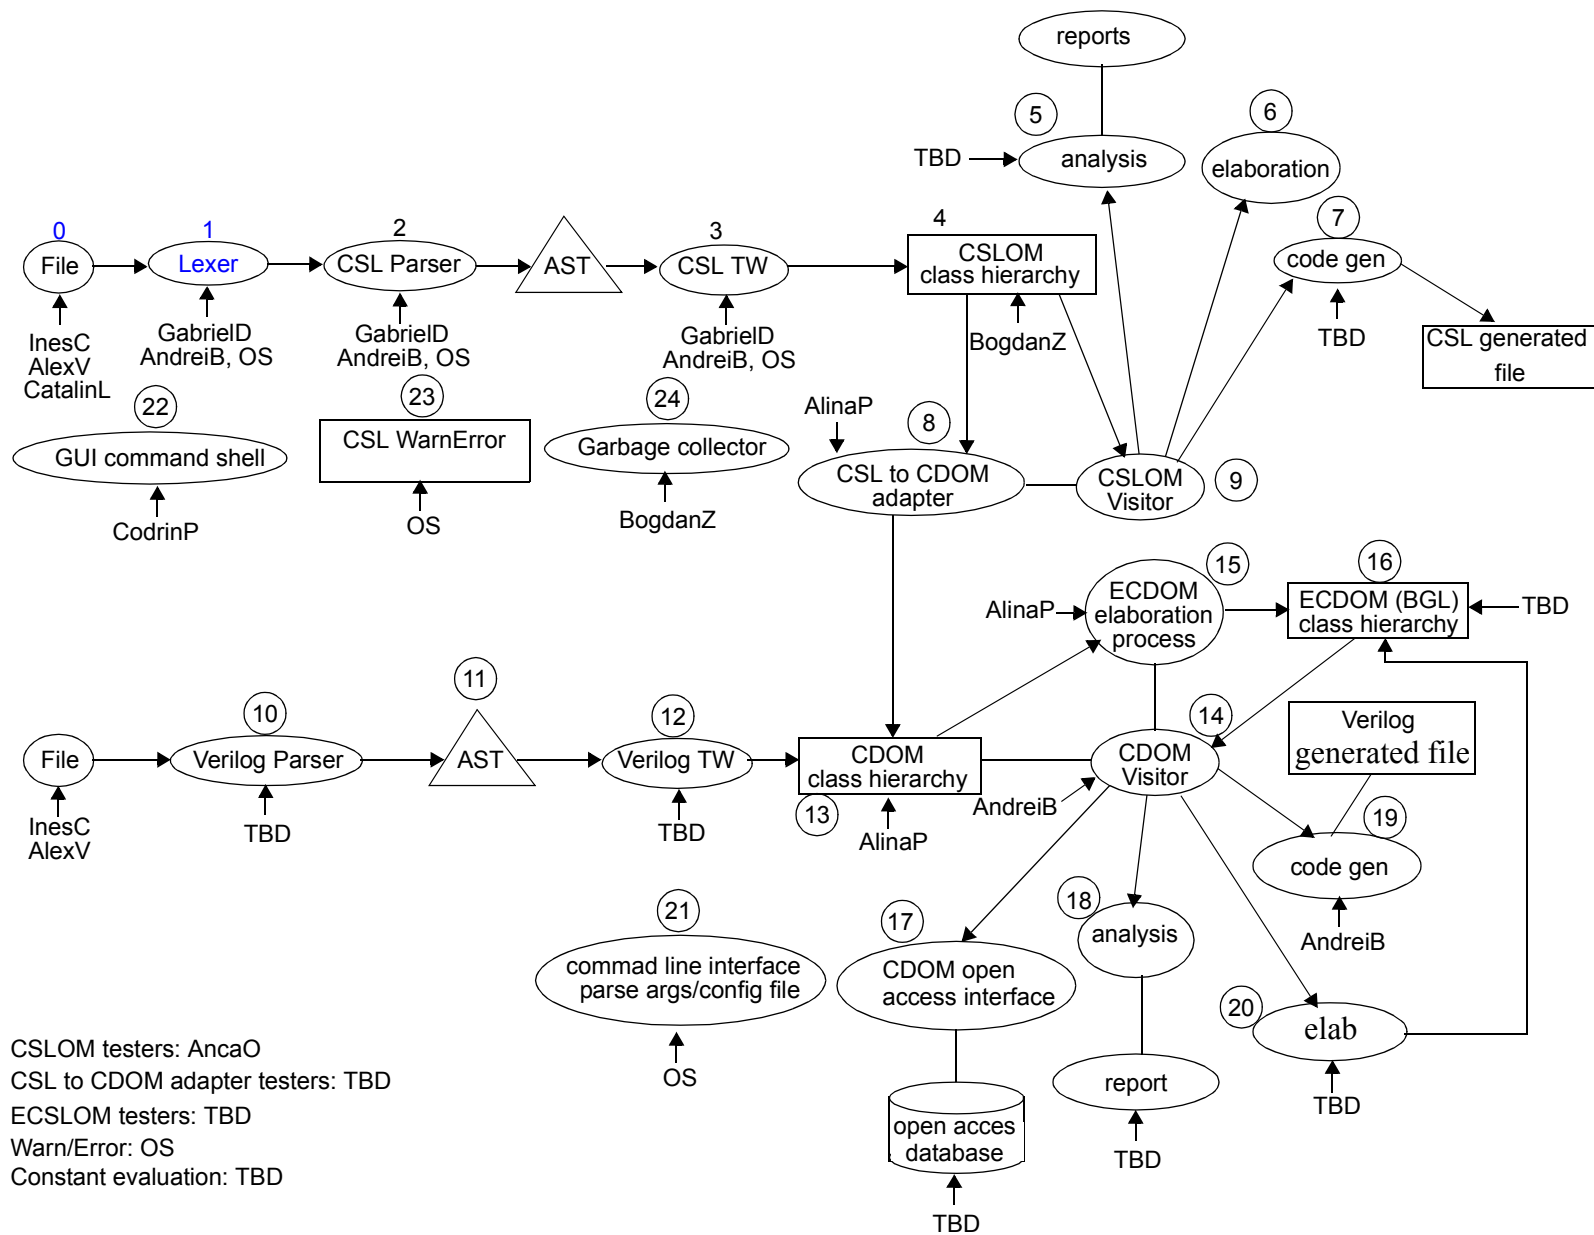 reports
5
6
TBD
analysis
elaboration
7
0
1
2
3
4
File
Lexer
CSL Parser
AST
CSL TW
CSLOM
class hierarchy
code gen
InesC
AlexV
CatalinL
GabrielD
AndreiB, OS
GabrielD
AndreiB, OS
GabrielD
AndreiB, OS
BogdanZ
TBD
CSL generated
file
22
23
24
AlinaP
8
GUI command shell
CSL WarnError
Garbage collector
CSL to CDOM
adapter
CSLOM
Visitor
9
CodrinP
OS
BogdanZ
15
16
AlinaP
ECDOM
elaboration
process
ECDOM (BGL)
class hierarchy
TBD
11
10
12
14
File
Verilog Parser
AST
Verilog TW
CDOM
class hierarchy
CDOM
Visitor
Verilog
generated file
InesC
AlexV
TBD
TBD
13
AlinaP
AndreiB
19
code gen
AndreiB
21
17
18
commad line interface
parse args/config file
CDOM open
access interface
analysis
20
elab
OS
report
TBD
open acces
database
TBD
TBD
CSLOM testers: AncaO
CSL to CDOM adapter testers: TBD
ECSLOM testers: TBD
Warn/Error: OS
Constant evaluation: TBD